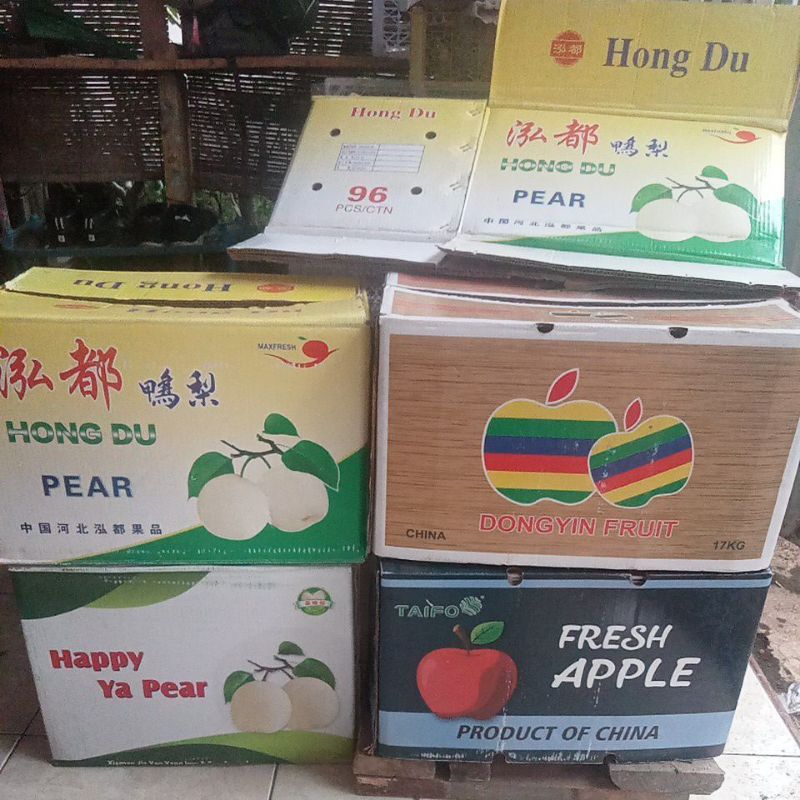 泓都
Hong Du
Hong Du
96
PCS/CTN
泓都 鴨梨
MAXFRESH
HONG DU
PEAR
中国河北泓都果品
Hong Du
泓都 鴨梨
MAXFRESH
HONG DU
PEAR
中国河北泓都果品
DONGYIN FRUIT
CHINA
17KG
Happy
Ya Pear
TAIFO
FRESH
APPLE
PRODUCT OF CHINA